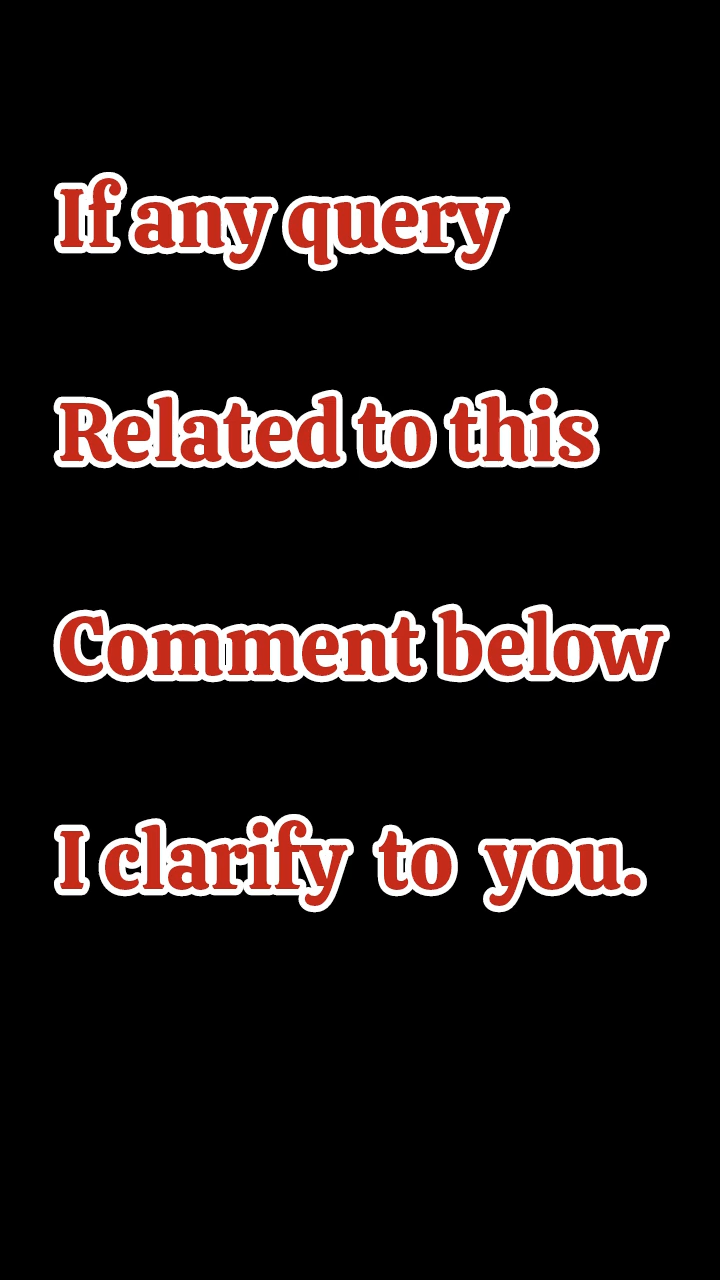 If any query
Related to this
Comment below
I clarify to you.